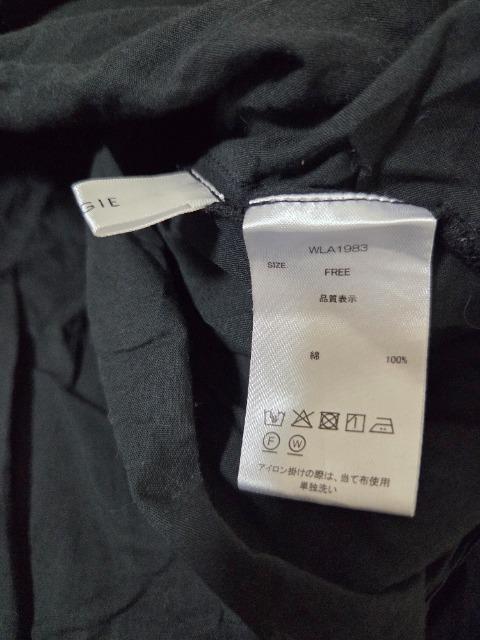 GIE
WLA1983
SIZE
FREE
品質表示
綿 100%
F W
アイロン掛けの際は、当て布使用
単独洗い